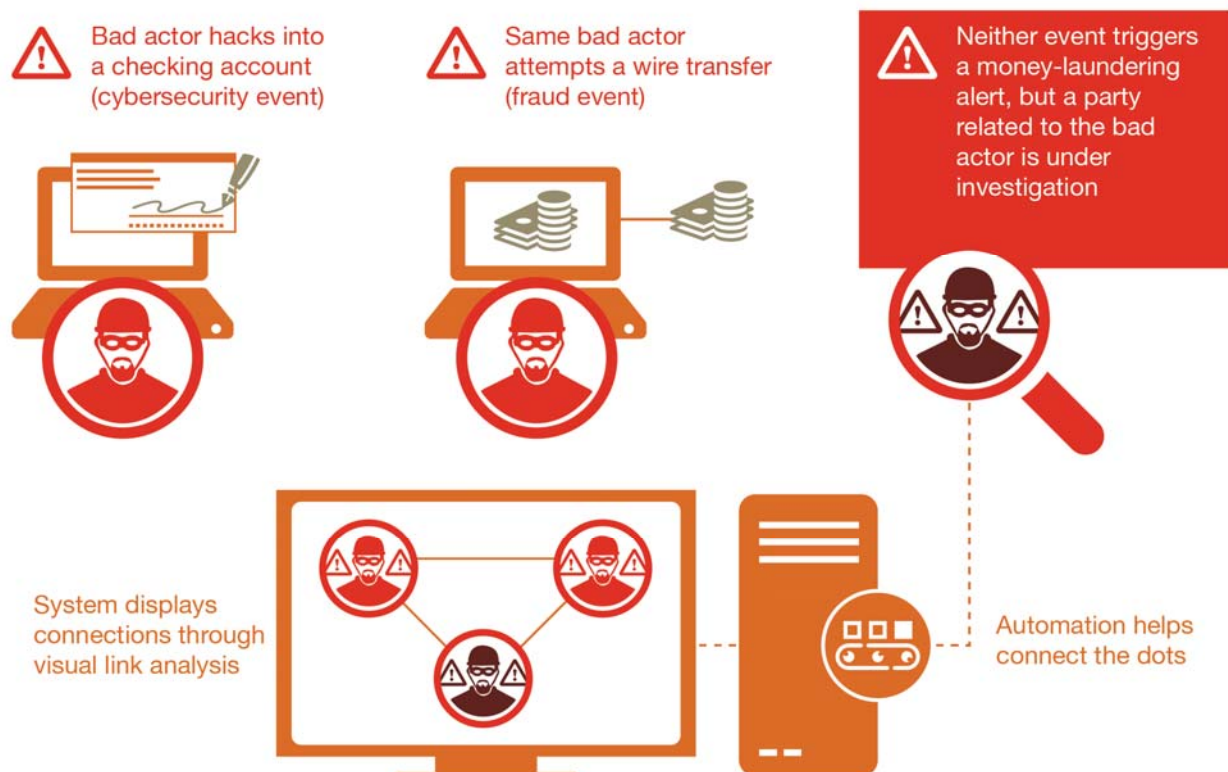 Bad actor hacks into
a checking account
(cybersecurity event)
Same bad actor
attempts a wire transfer
(fraud event)
Neither event triggers
a money-laundering
alert, but a party
related to the bad
actor is under
investigation
System displays
connections through
visual link analysis
Automation helps
connect the dots